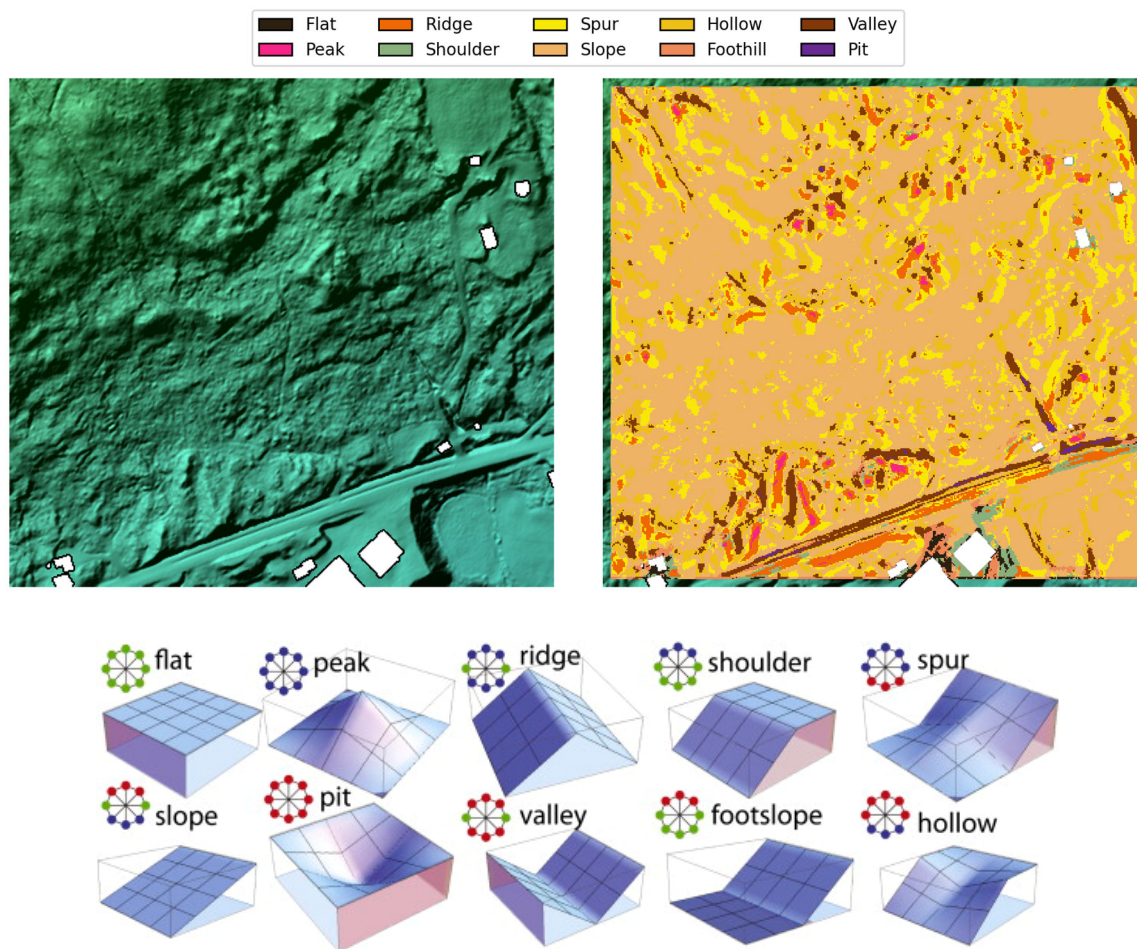 Flat Ridge Spur Hollow Valley
Peak Shoulder Slope Foothill Pit
flat peak ridge shoulder spur
slope pit valley footslope hollow